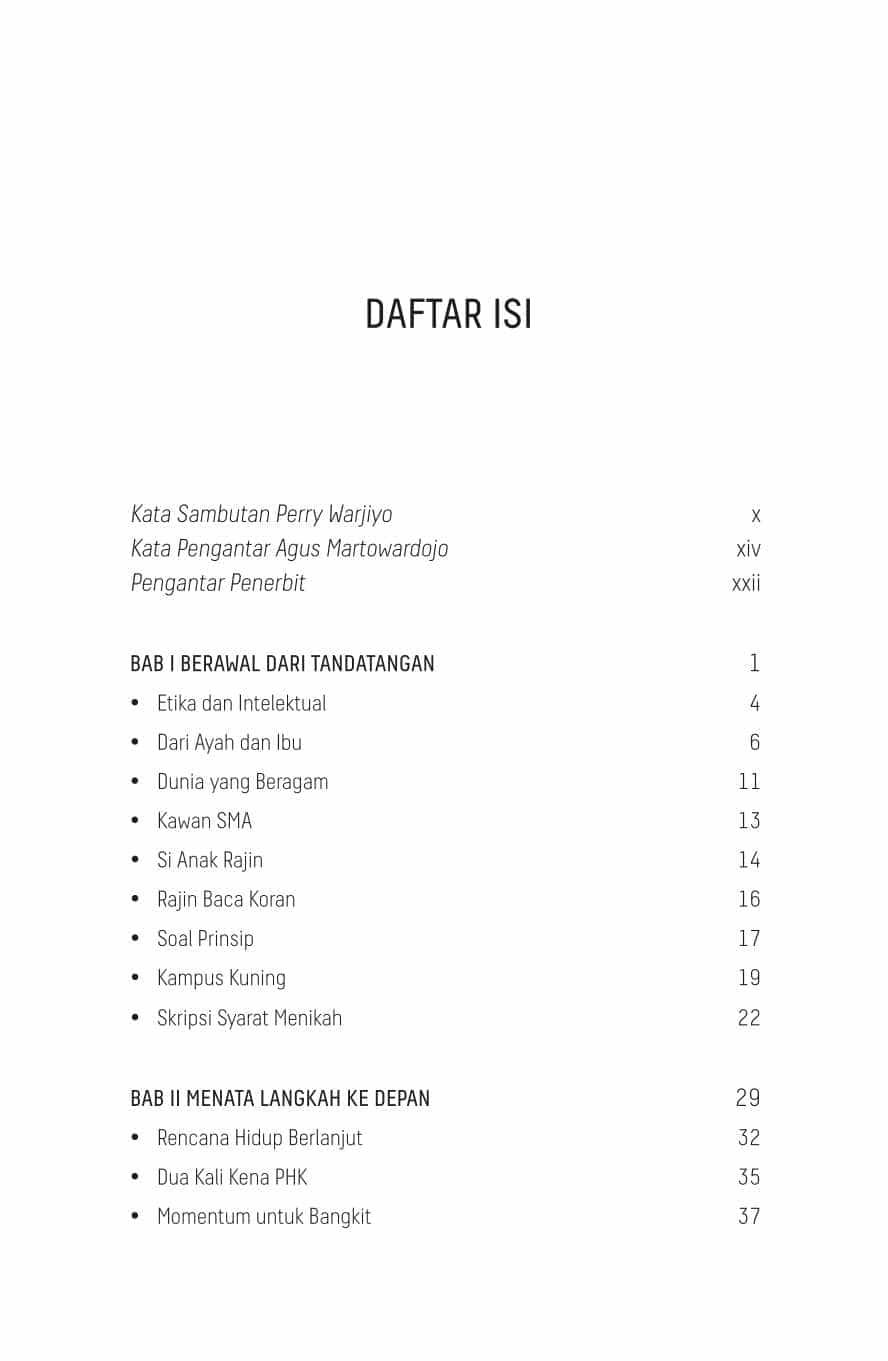 DAFTAR ISI
Kata Sambutan Perry Warjiyo x
Kata Pengantar Agus Martowardojo xiv
Pengantar Penerbit xxii
BAB I BERAWAL DARI TANDATANGAN 1
• Etika dan Intelektual 4
• Dari Ayah dan Ibu 6
• Dunia yang Beragam 11
• Kawan SMA 13
• Si Anak Rajin 14
• Rajin Baca Koran 16
• Soal Prinsip 17
• Kampus Kuning 19
• Skripsi Syarat Menikah 22
BAB II MENATA LANGKAH KE DEPAN 29
• Rencana Hidup Berlanjut 32
• Dua Kali Kena PHK 35
• Momentum untuk Bangkit 37